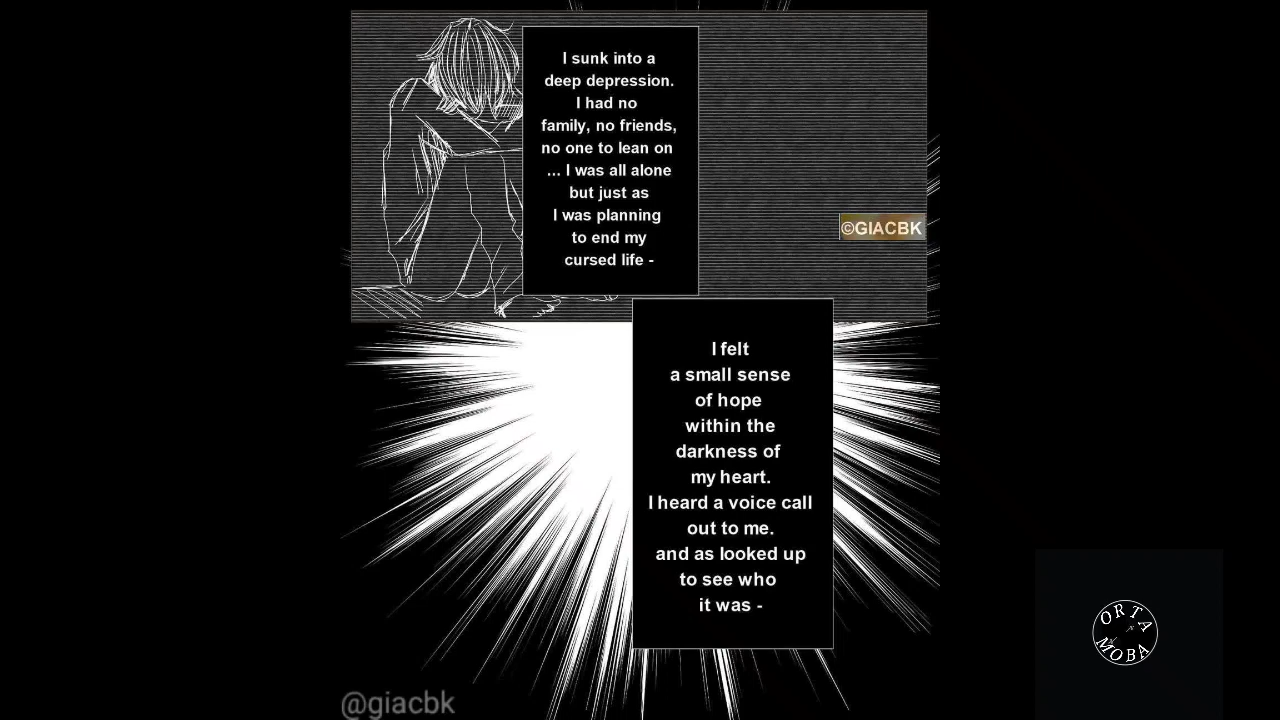 I sunk into a
deep depression.
I had no
family, no friends,
no one to lean on
... I was all alone
but just as
I was planning
to end my
cursed life -
©GIACBK
I felt
a small sense
of hope
within the
darkness of
my heart.
I heard a voice call
out to me.
and as looked up
to see who
it was -
ORTA
MOBA
@giacbk